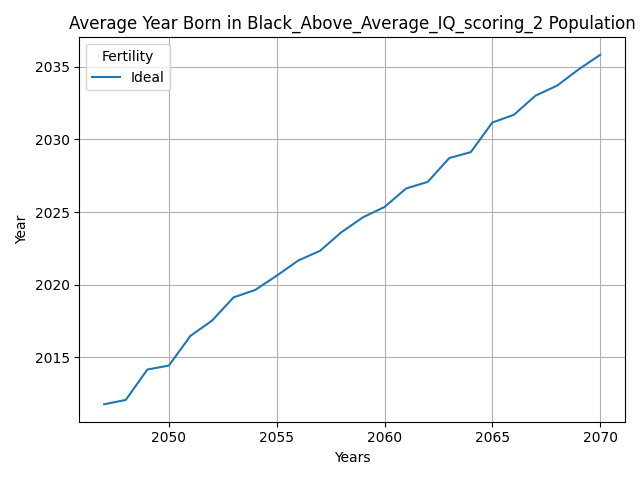 Average Year Born in Black_Above_Average_IQ_scoring_2 Population
Fertility
Ideal
2035
2030
2025
2020
2015
Year
2050 2055 2060 2065 2070
Years